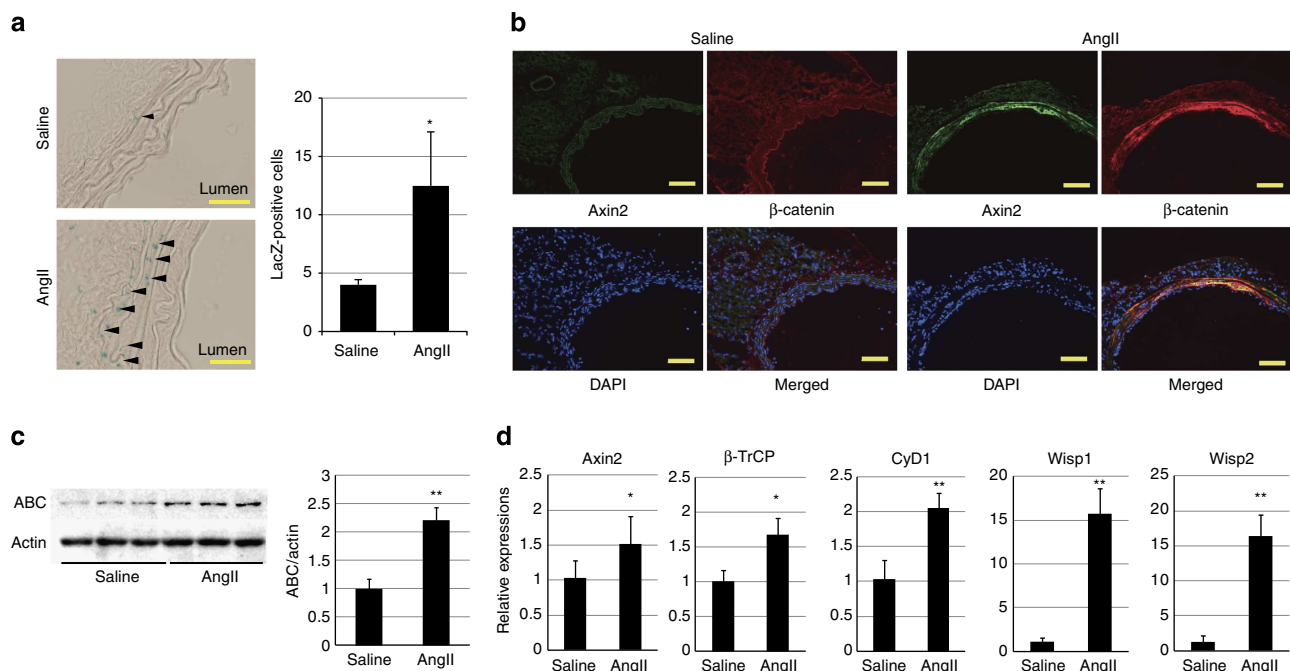 a
Saline
Lumen
AngII
Lumen
LacZ-positive cells
20
15
10
5
0
*
Saline
AngII
b
Saline
AngII
Axin2
β-catenin
Axin2
β-catenin
DAPI
Merged
DAPI
Merged
c
ABC
Actin
Saline
AngII
ABC/actin
3
2.5
2
1.5
1
0.5
0
**
Saline
AngII
d
Relative expressions
Axin2
2.5
2
1.5
1
0.5
0
*
Saline
AngII
β-TrCP
2.5
2
1.5
1
0.5
0
*
Saline
AngII
CyD1
2.5
2
1.5
1
0.5
0
**
Saline
AngII
Wisp1
20
15
10
5
0
**
Saline
AngII
Wisp2
25
20
15
10
5
0
**
Saline
AngII